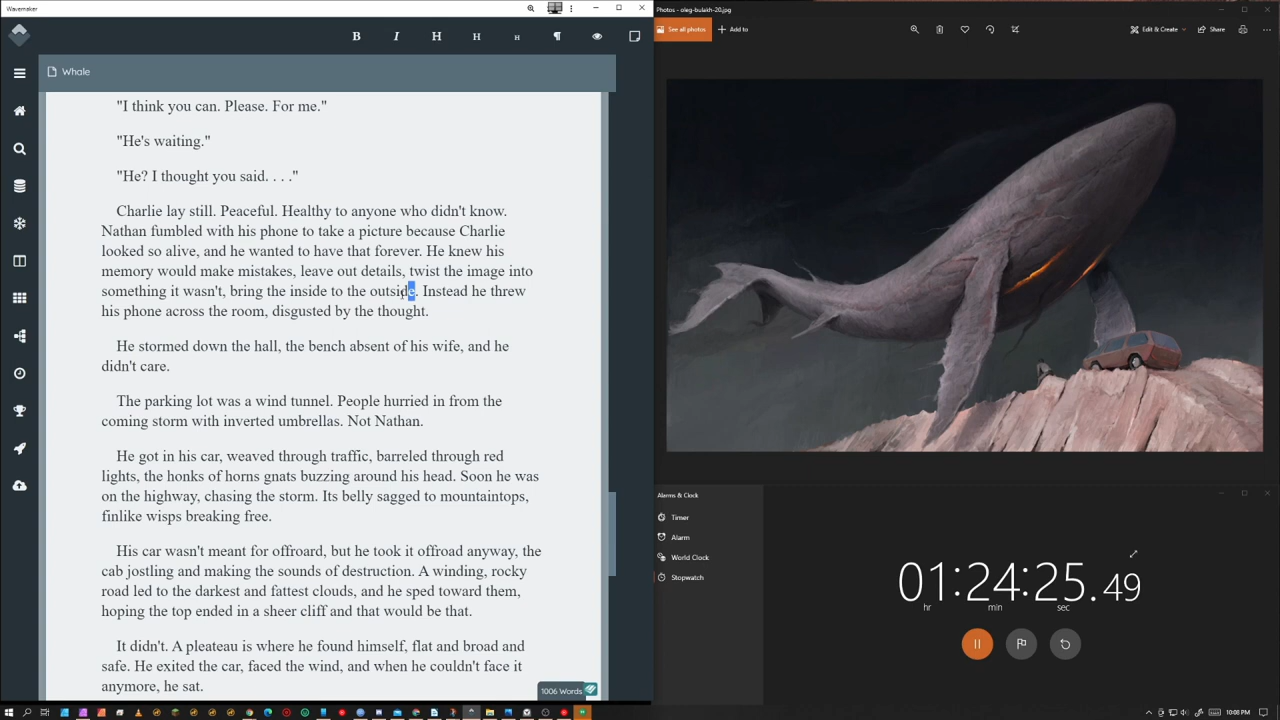 Wavemaker
B I H H H ¶
Whale
"I think you can. Please. For me."
"He's waiting."
"He? I thought you said. . . ."
Charlie lay still. Peaceful. Healthy to anyone who didn't know.
Nathan fumbled with his phone to take a picture because Charlie
looked so alive, and he wanted to have that forever. He knew his
memory would make mistakes, leave out details, twist the image into
something it wasn't, bring the inside to the outside. Instead he threw
his phone across the room, disgusted by the thought.
He stormed down the hall, the bench absent of his wife, and he
didn't care.
The parking lot was a wind tunnel. People hurried in from the
coming storm with inverted umbrellas. Not Nathan.
He got in his car, weaved through traffic, barreled through red
lights, the honks of horns gnats buzzing around his head. Soon he was
on the highway, chasing the storm. Its belly sagged to mountaintops,
finlike wisps breaking free.
His car wasn't meant for offroard, but he took it offroad anyway, the
cab jostling and making the sounds of destruction. A winding, rocky
road led to the darkest and fattest clouds, and he sped toward them,
hoping the top ended in a sheer cliff and that would be that.
It didn't. A pleateau is where he found himself, flat and broad and
safe. He exited the car, faced the wind, and when he couldn't face it
anymore, he sat.
1006 Words
Photos - oleg-bulakh-20.jpg
See all photos
Add to
Edit & Create
Share
Alarms & Clock
Timer
Alarm
World Clock
Stopwatch
01:24:25.49
hr min sec
10:08 PM